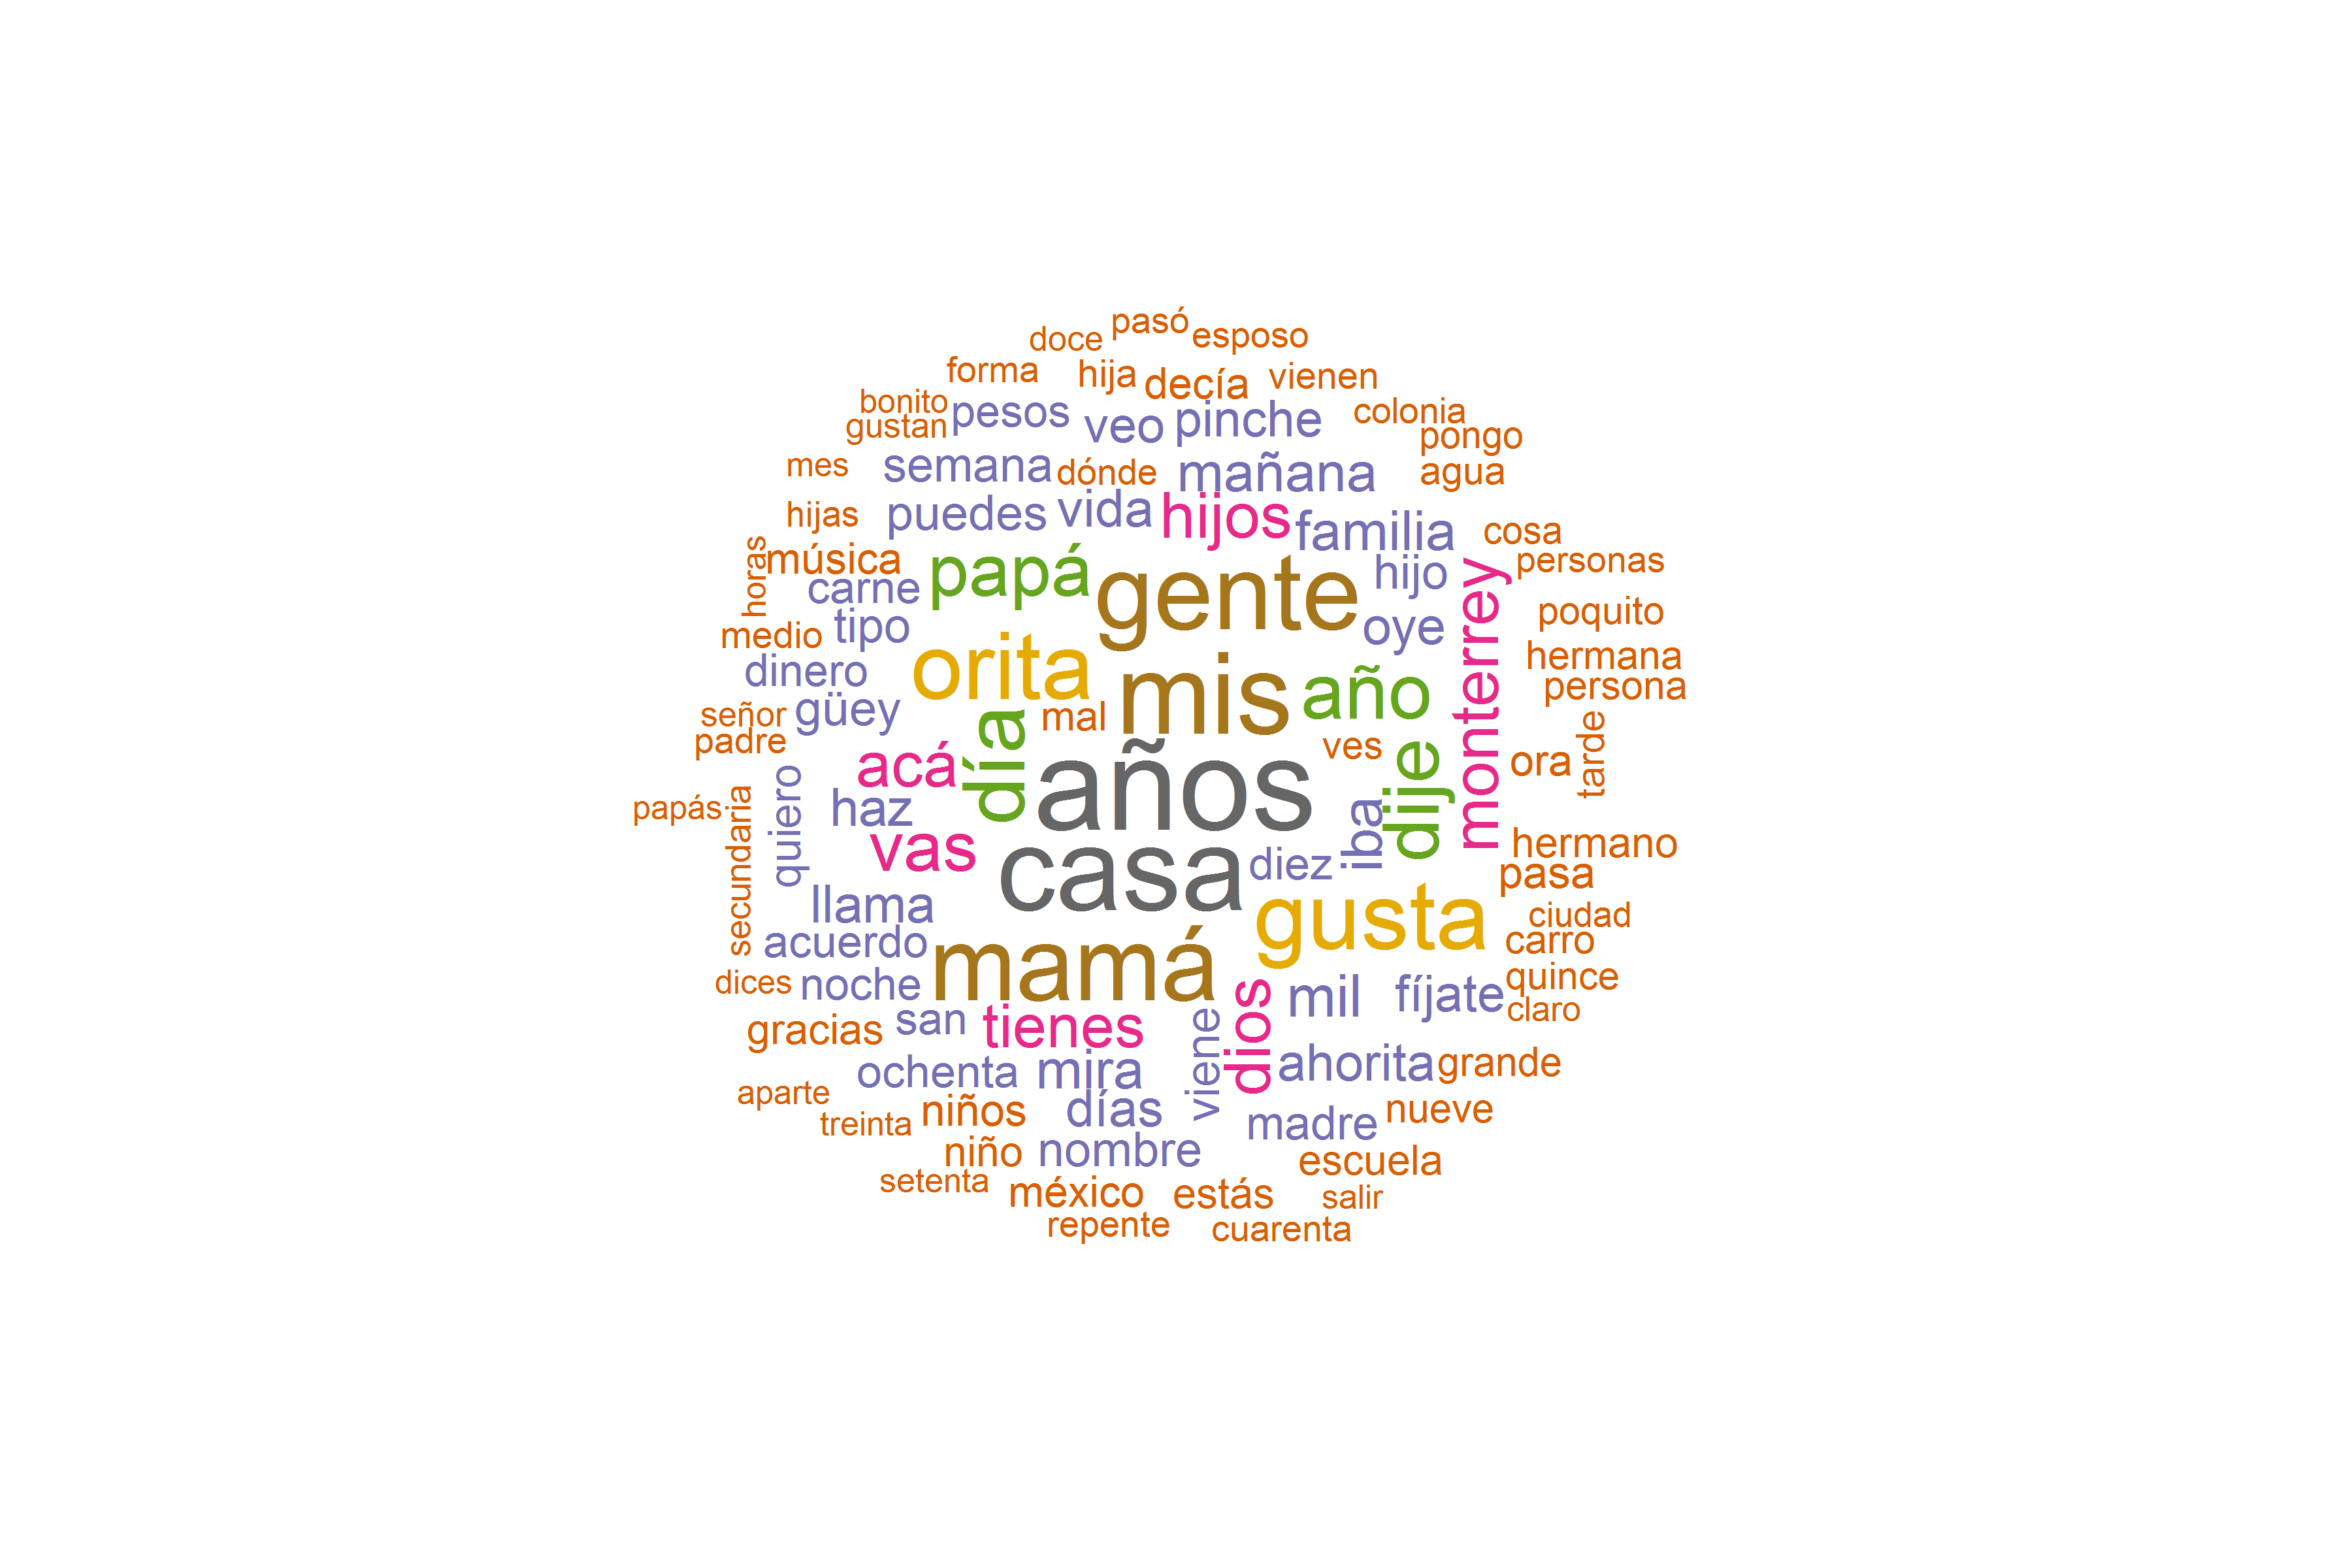 pasó
doce
esposo
forma
hija
decía
vienen
bonito
pesos
veo
pinche
colonia
gustan
pongo
mes
semana
dónde
mañana
agua
hijas
puedes
vida
hijos
familia
cosa
horas
música
papá
gente
hijo
monterrey
personas
carne
poquito
medio
tipo
oye
dinero
orita
mis
año
hermana
persona
señor
güey
mal
padre
día
ves
tarde
acá
años
dije
ora
papás
secundaria
quiero
haz
iba
vas
casa
diez
hermano
pasa
llama
gusta
ciudad
acuerdo
carro
dices
noche
mamá
mil
fíjate
quince
claro
gracias
san
tienes
viene
dios
ochenta
mira
ahorita
grande
aparte
treinta
niños
días
madre
nueve
niño
nombre
escuela
setenta
méxico
estás
salir
repente
cuarenta